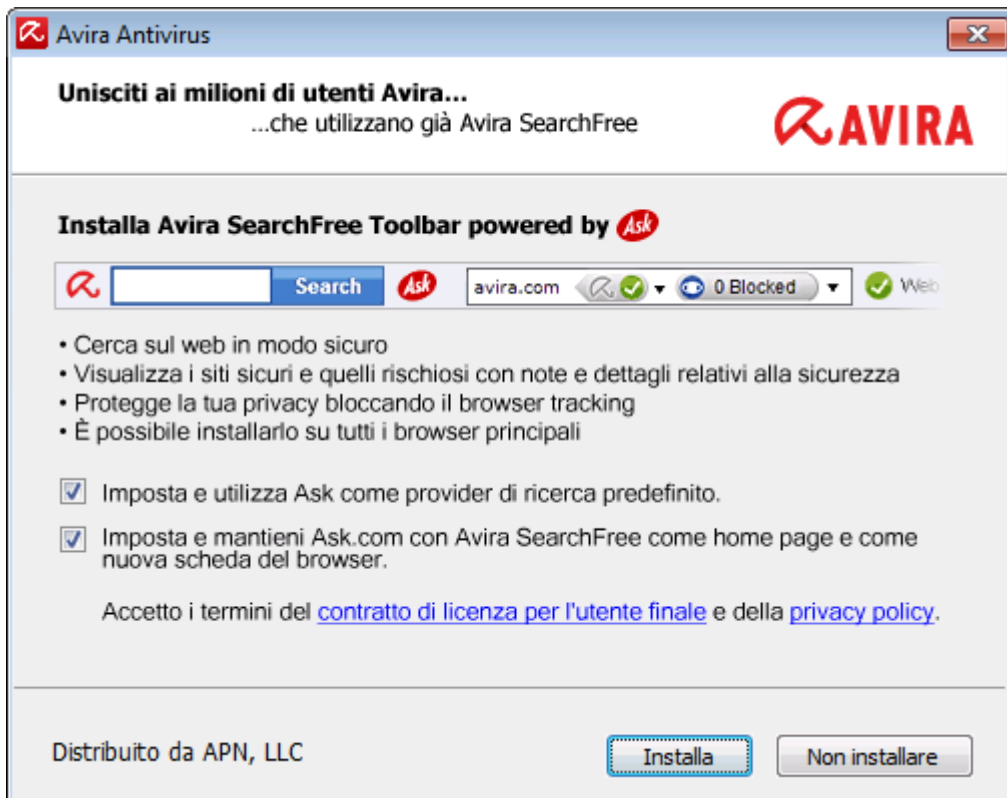 Avira Antivirus
Unisciti ai milioni di utenti Avira...
...che utilizzano già Avira SearchFree
AVIRA
Installa Avira SearchFree Toolbar powered by Ask
Search Ask avira.com 0 Blocked Web
• Cerca sul web in modo sicuro
• Visualizza i siti sicuri e quelli rischiosi con note e dettagli relativi alla sicurezza
• Protegge la tua privacy bloccando il browser tracking
• È possibile installarlo su tutti i browser principali
Imposta e utilizza Ask come provider di ricerca predefinito.
Imposta e mantieni Ask.com con Avira SearchFree come home page e come
nuova scheda del browser.
Accetto i termini del contratto di licenza per l'utente finale e della privacy policy.
Distribuito da APN, LLC
Installa
Non installare